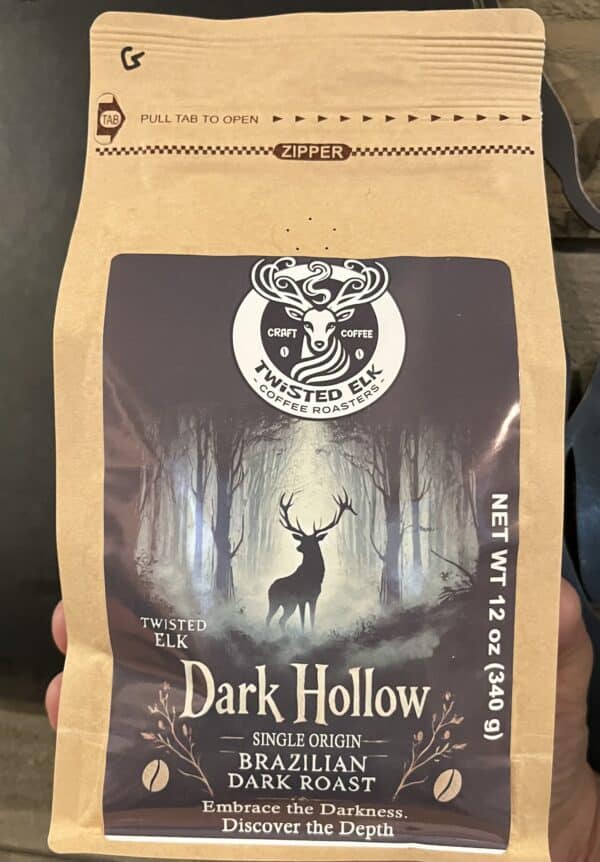 G
TAB
PULL TAB TO OPEN
ZIPPER
CRAFT COFFEE
TWISTED ELK
- COFFEE ROASTERS -
NET WT 12 oz (340 g)
TWISTED
ELK
Dark Hollow
SINGLE ORIGIN
BRAZILIAN
DARK ROAST
Embrace the Darkness.
Discover the Depth